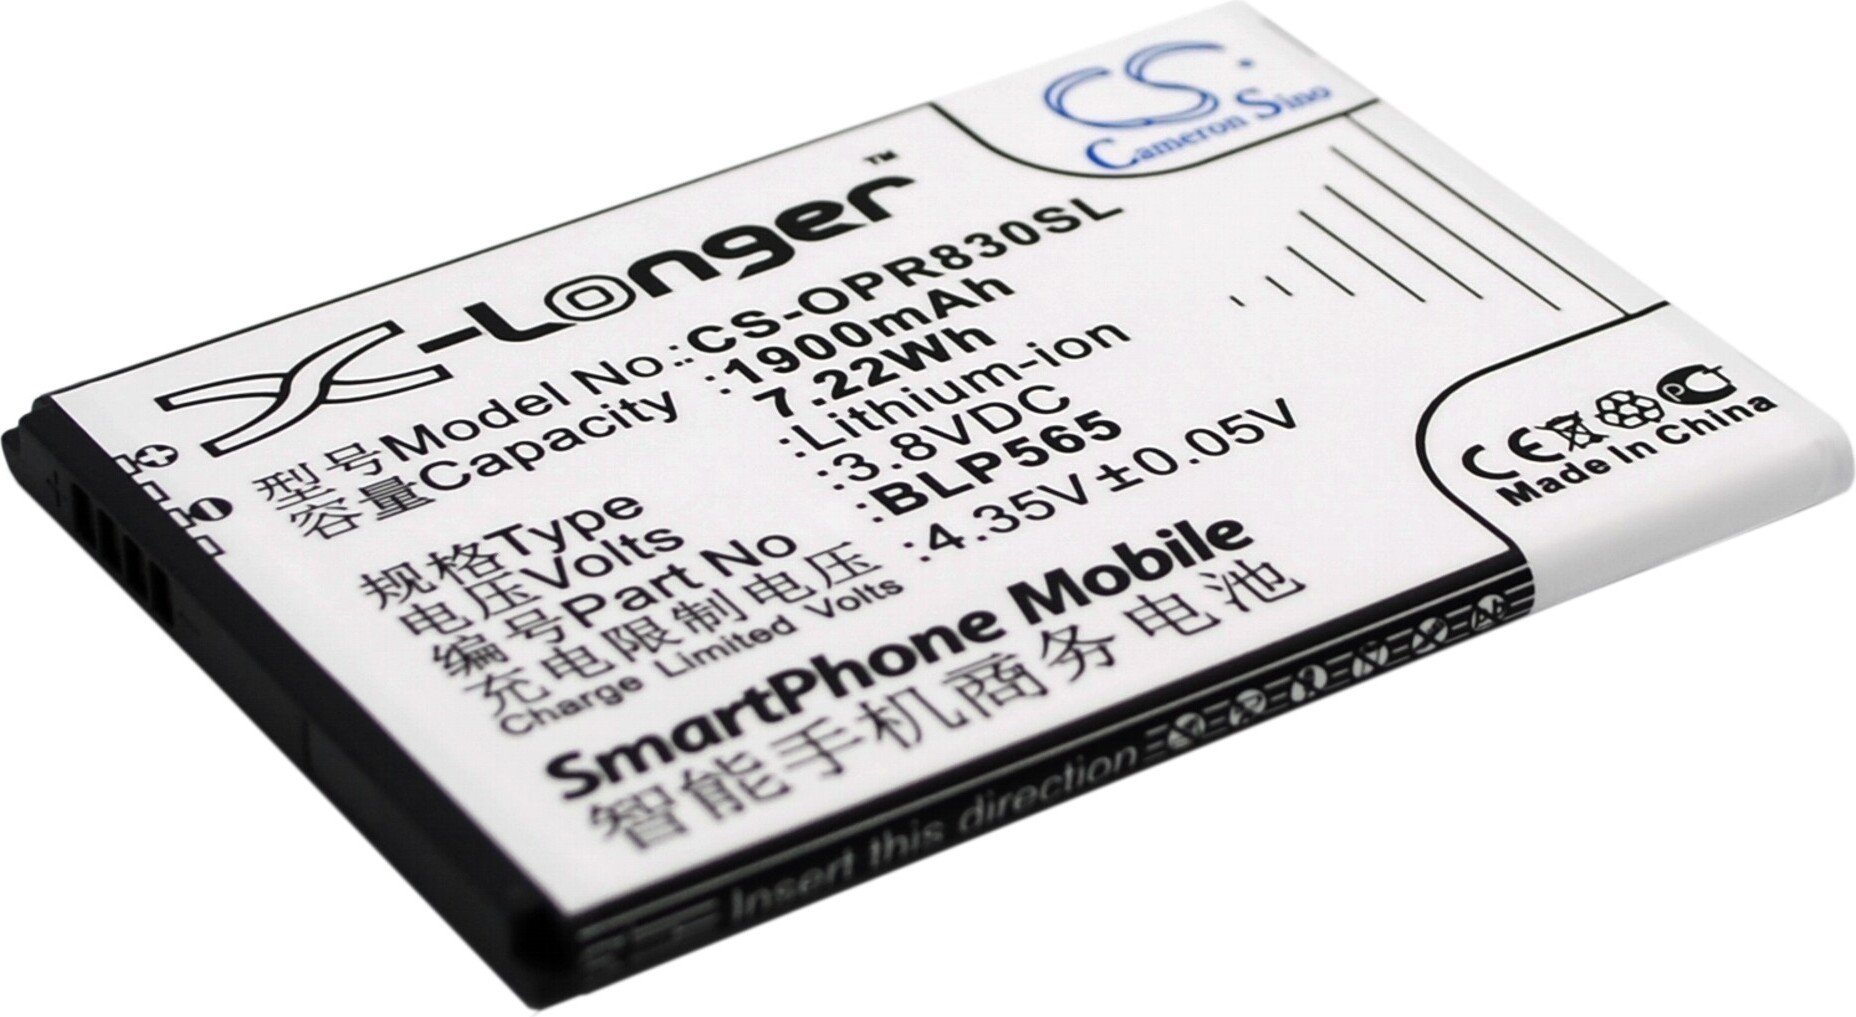 CS
Cameron Sino
X-Longer™
型号Model No.:CS-OPR830SL
容量Capacity :1900mAh
7.22Wh
规格Type :Lithium-ion
电压Volts :3.8VDC
编号Part No :BLP565
充电限制电压 :4.35V±0.05V
Charge Limited Volts
SmartPhone Mobile
智能手机商务电池
CE
Made In China
Insert this direction